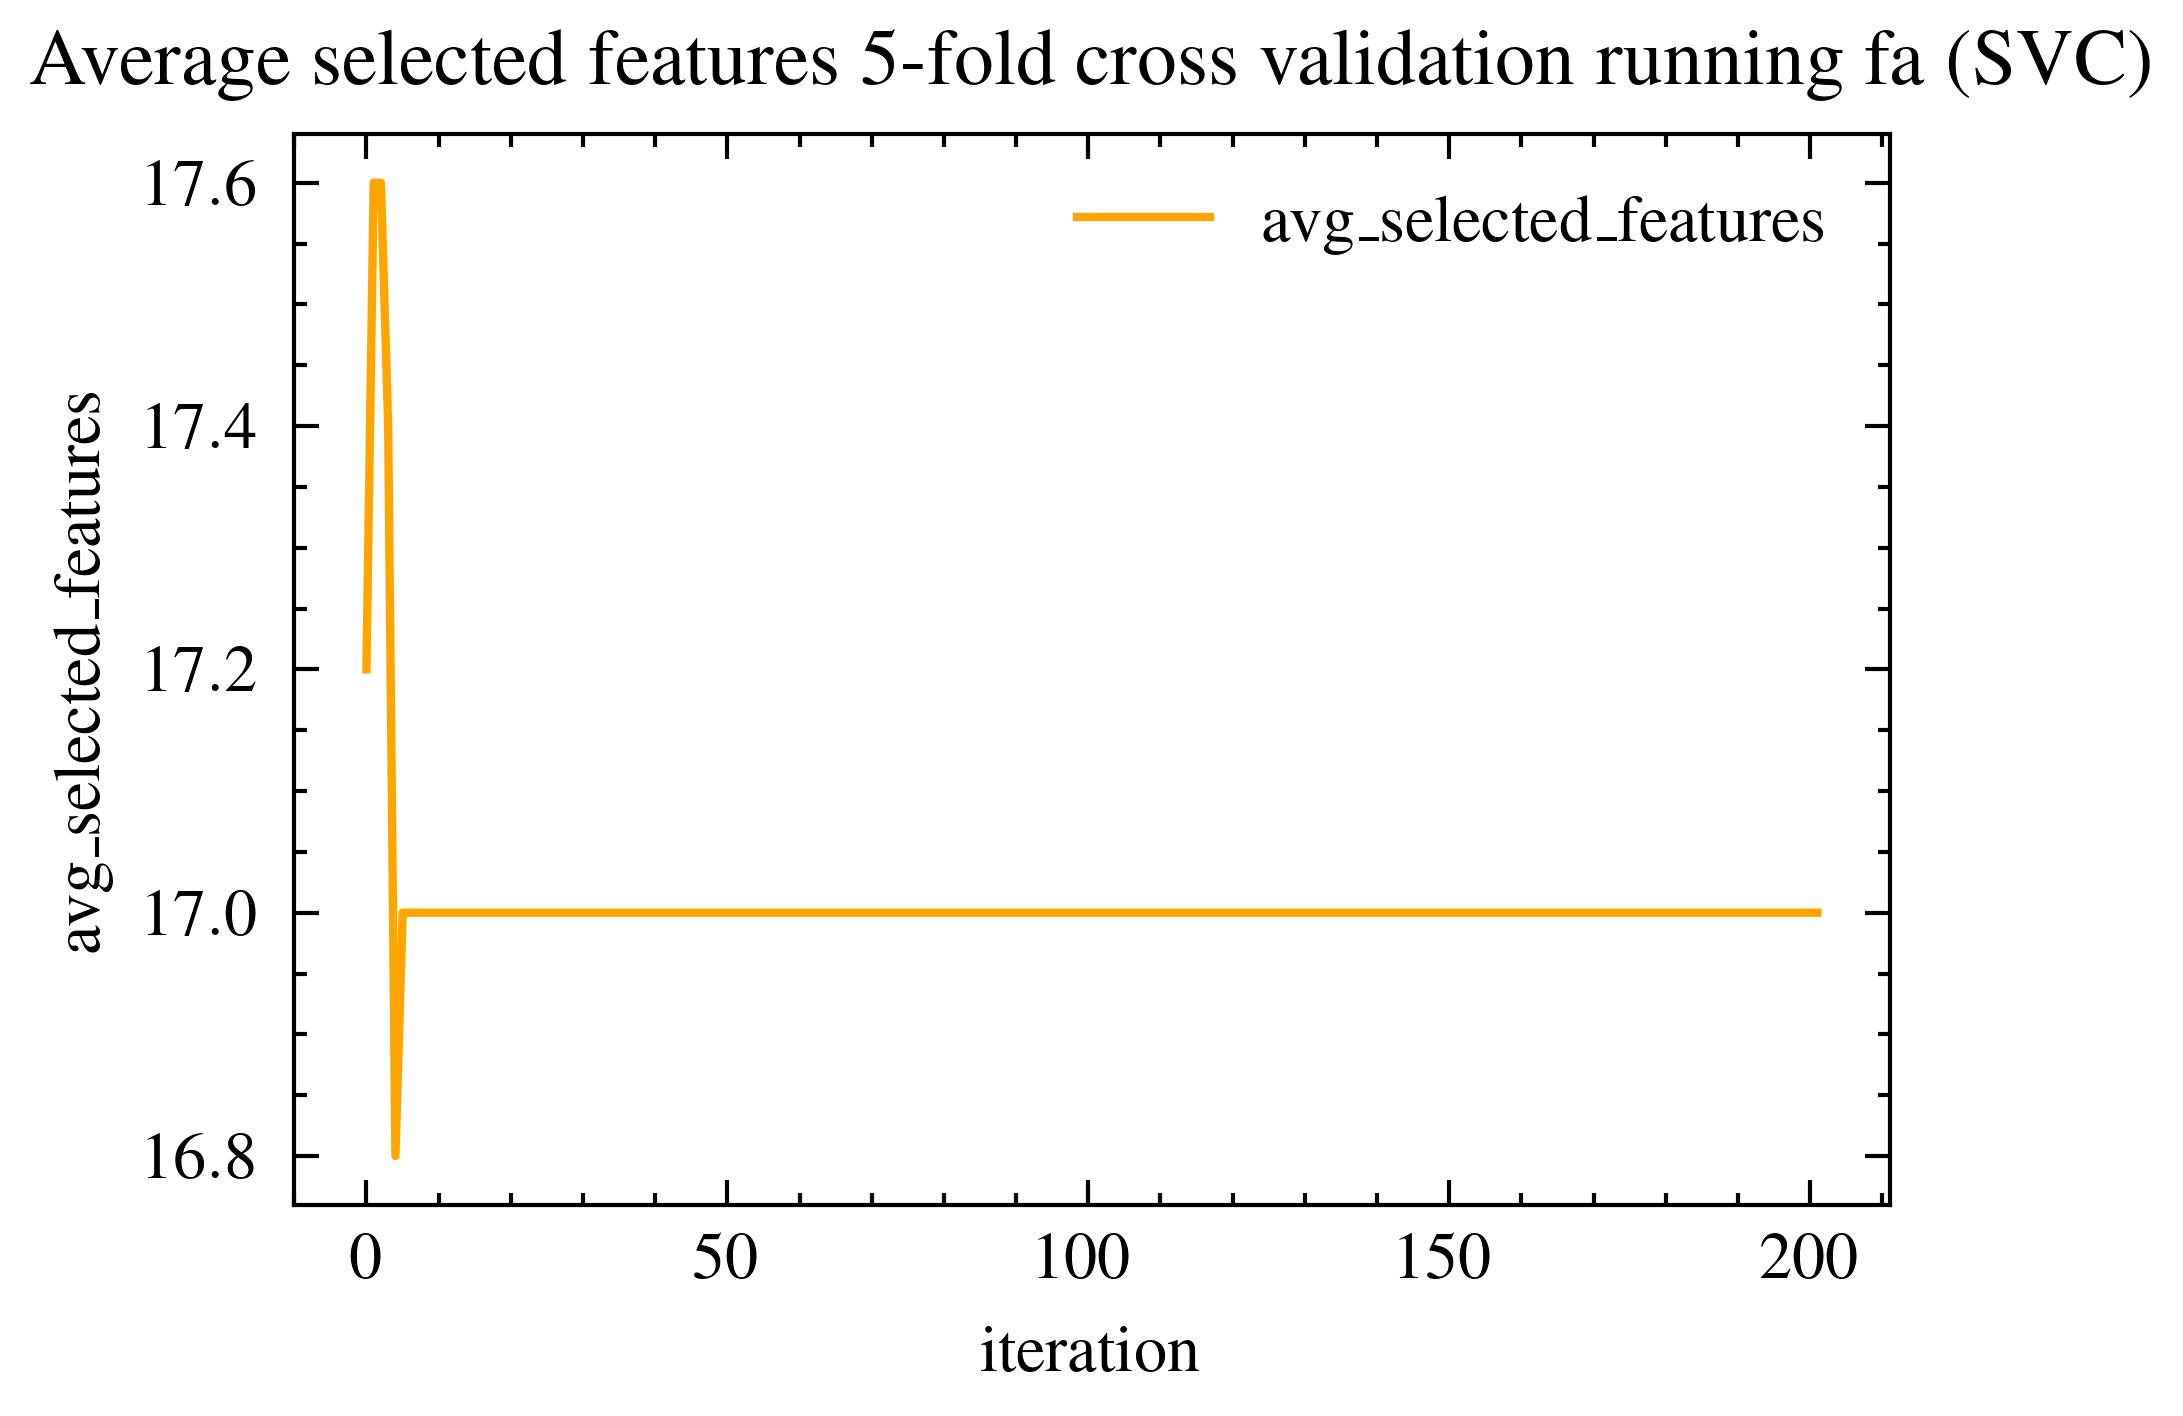 Average selected features 5-fold cross validation running fa (SVC)
avg_selected_features
17.6
17.4
17.2
17.0
16.8
avg_selected_features
0 50 100 150 200
iteration